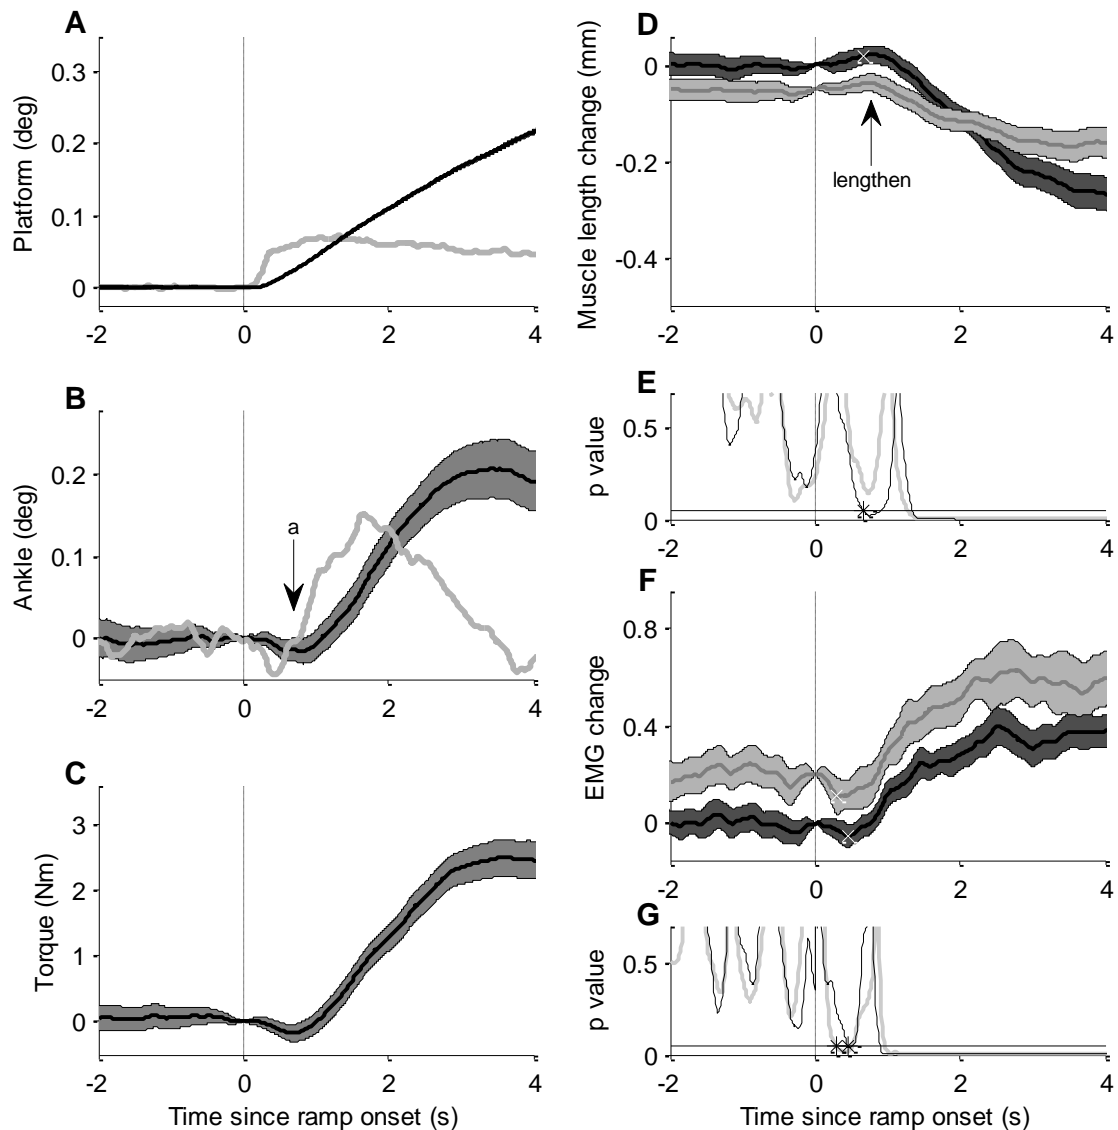 A
Platform (deg)
0.3
0.2
0.1
0
-2
0
2
4
B
Ankle (deg)
0.2
0.1
0
a
-2
0
2
4
C
Torque (Nm)
3
2
1
0
-2
0
2
4
Time since ramp onset (s)
D
Muscle length change (mm)
0
-0.2
-0.4
lengthen
-2
0
2
4
E
p value
0.5
0
-2
0
2
4
F
EMG change
0.8
0.4
0
-2
0
2
4
G
p value
0.5
0
-2
0
2
4
Time since ramp onset (s)